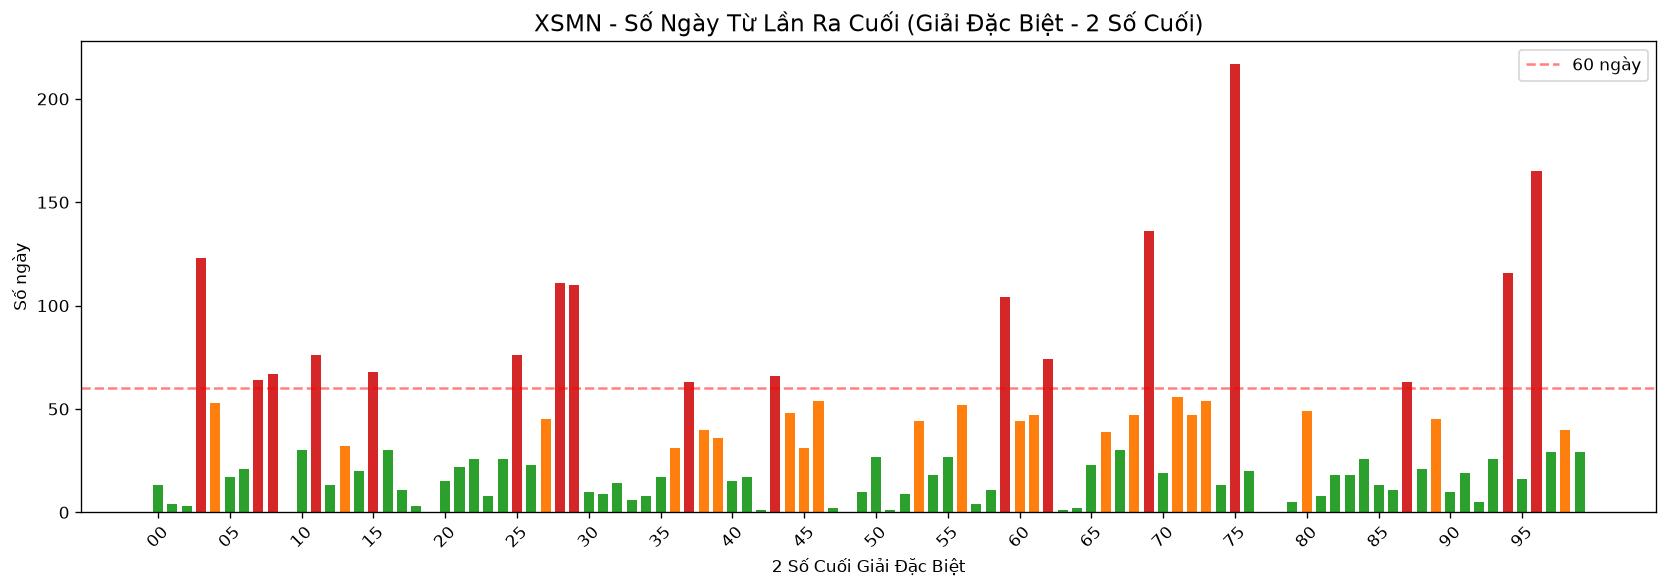 XSMN - Số Ngày Từ Lần Ra Cuối (Giải Đặc Biệt - 2 Số Cuối)
60 ngày
Số ngày
200
150
100
50
0
00 05 10 15 20 25 30 35 40 45 50 55 60 65 70 75 80 85 90 95
2 Số Cuối Giải Đặc Biệt